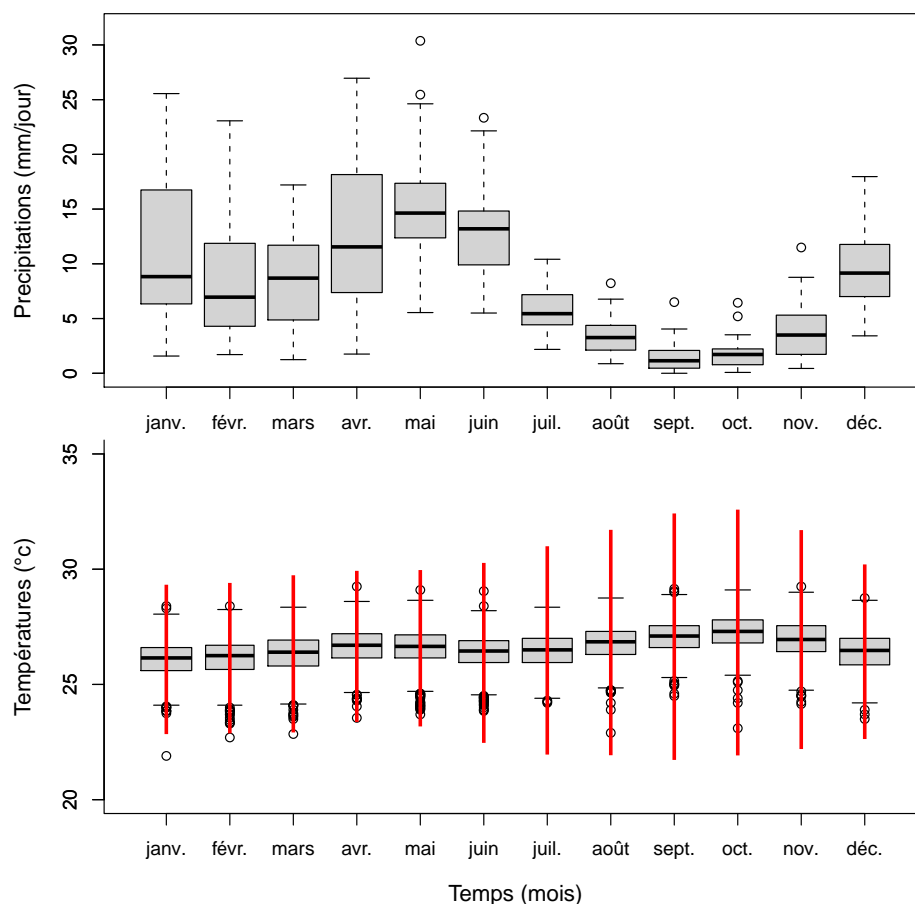 Precipitations (mm/jour)
30
25
20
15
10
5
0
janv. févr. mars avr. mai juin juil. août sept. oct. nov. déc.
Températures (°c)
35
30
25
20
janv. févr. mars avr. mai juin juil. août sept. oct. nov. déc.
Temps (mois)